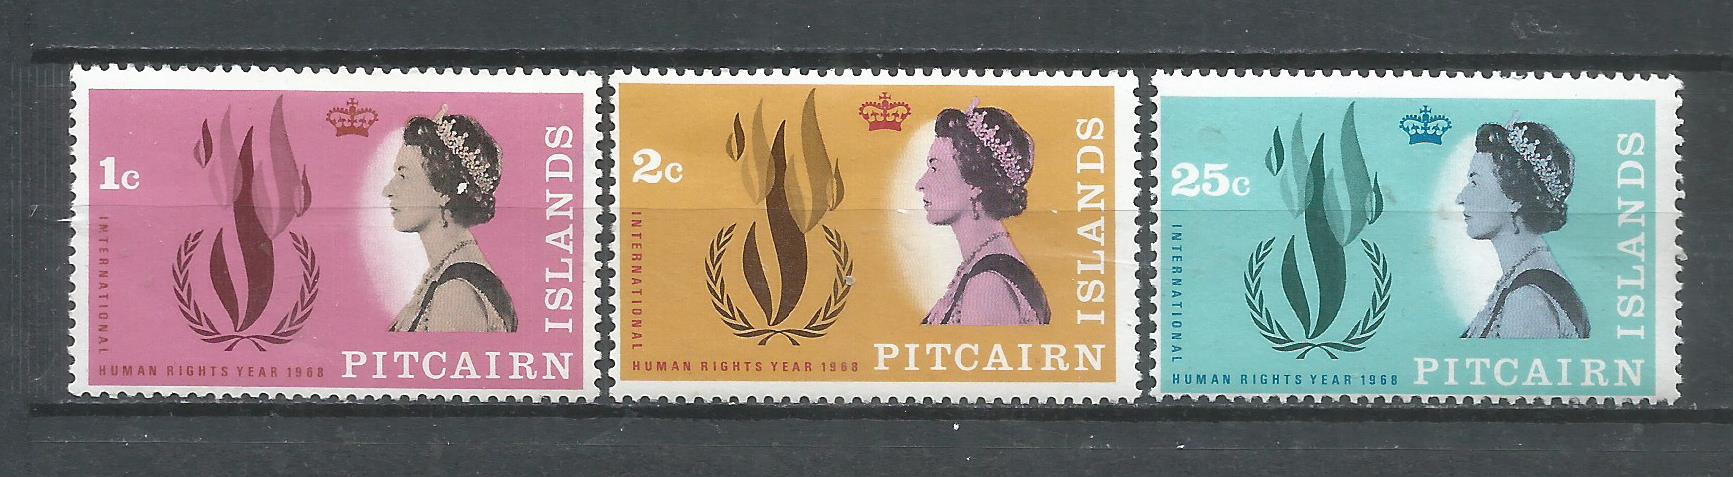 1c
INTERNATIONAL
HUMAN RIGHTS YEAR 1968
PITCAIRN
ISLANDS
2c
INTERNATIONAL
HUMAN RIGHTS YEAR 1968
PITCAIRN
ISLANDS
25c
INTERNATIONAL
HUMAN RIGHTS YEAR 1968
PITCAIRN
ISLANDS